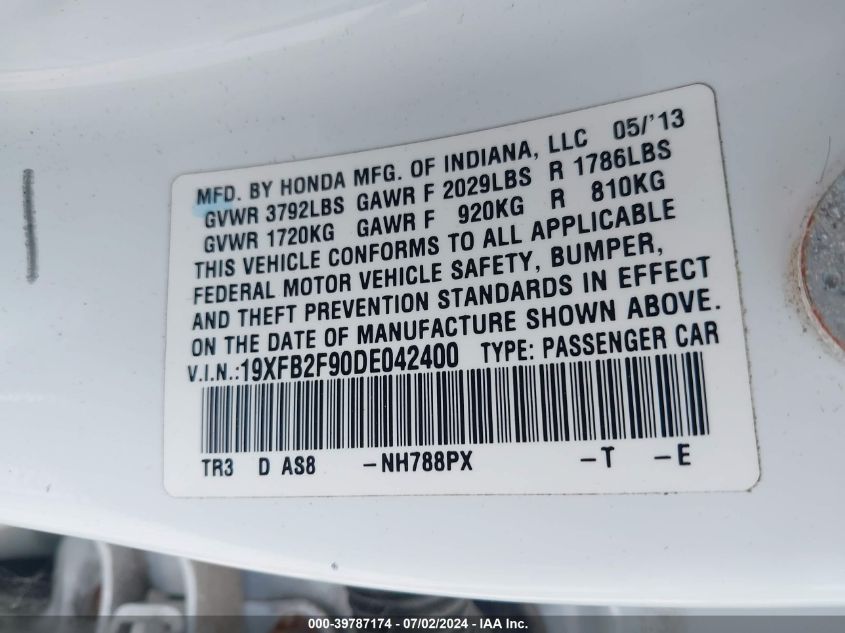 MFD. BY HONDA MFG. OF INDIANA, LLC 05/'13
GVWR 3792LBS GAWR F 2029LBS R 1786LBS
GVWR 1720KG GAWR F 920KG R 810KG
THIS VEHICLE CONFORMS TO ALL APPLICABLE
FEDERAL MOTOR VEHICLE SAFETY, BUMPER,
AND THEFT PREVENTION STANDARDS IN EFFECT
ON THE DATE OF MANUFACTURE SHOWN ABOVE.
V.I.N.:19XFB2F90DE042400 TYPE: PASSENGER CAR
TR3 D AS8 -NH788PX -T -E
000-39787174 / 07/02/2024 - IAA Inc.